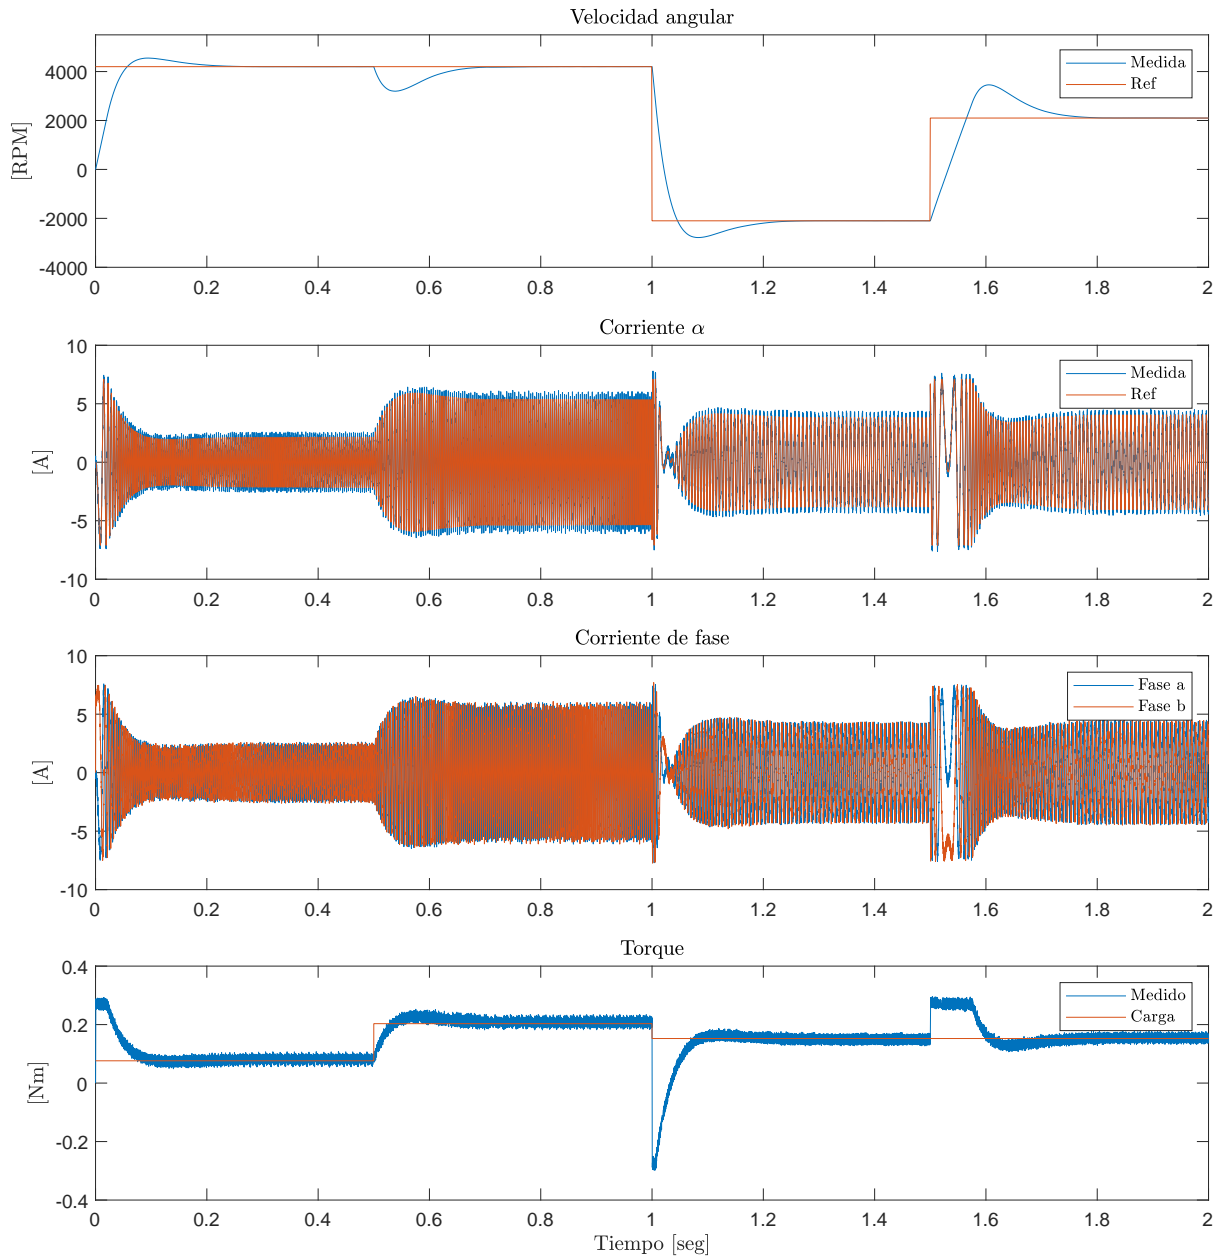 Velocidad angular
Medida
Ref
[RPM]
4000
2000
0
-2000
-4000
0 0.2 0.4 0.6 0.8 1 1.2 1.4 1.6 1.8 2
Corriente α
Medida
Ref
[A]
10
5
0
-5
-10
0 0.2 0.4 0.6 0.8 1 1.2 1.4 1.6 1.8 2
Corriente de fase
Fase a
Fase b
[A]
10
5
0
-5
-10
0 0.2 0.4 0.6 0.8 1 1.2 1.4 1.6 1.8 2
Torque
Medido
Carga
[Nm]
0.4
0.2
0
-0.2
-0.4
0 0.2 0.4 0.6 0.8 1 1.2 1.4 1.6 1.8 2
Tiempo [seg]